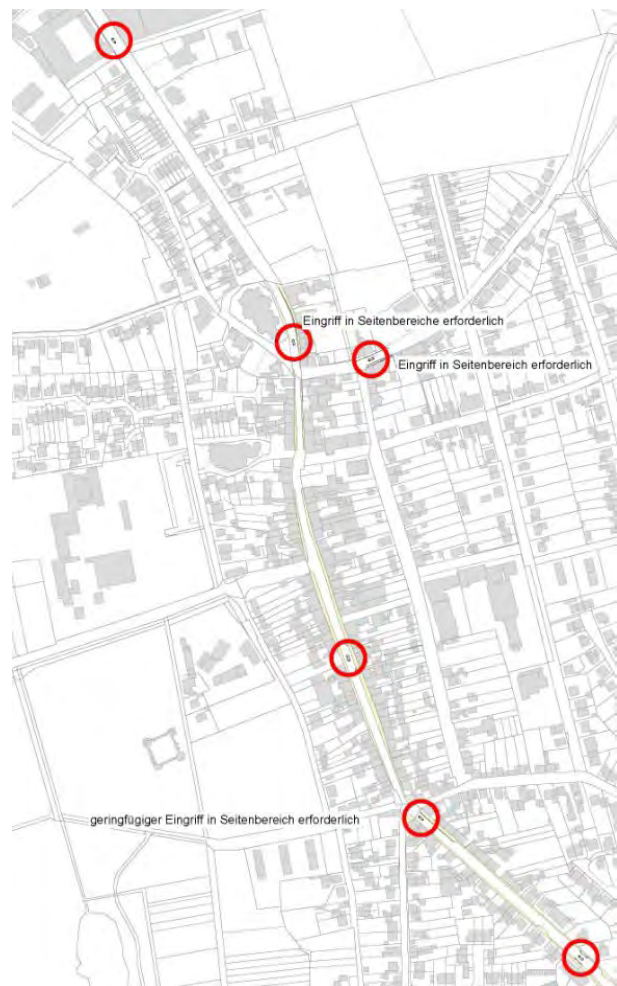 Eingriff in Seitenbereiche erforderlich
Eingriff in Seitenbereich erforderlich
geringfügiger Eingriff in Seitenbereich erforderlich